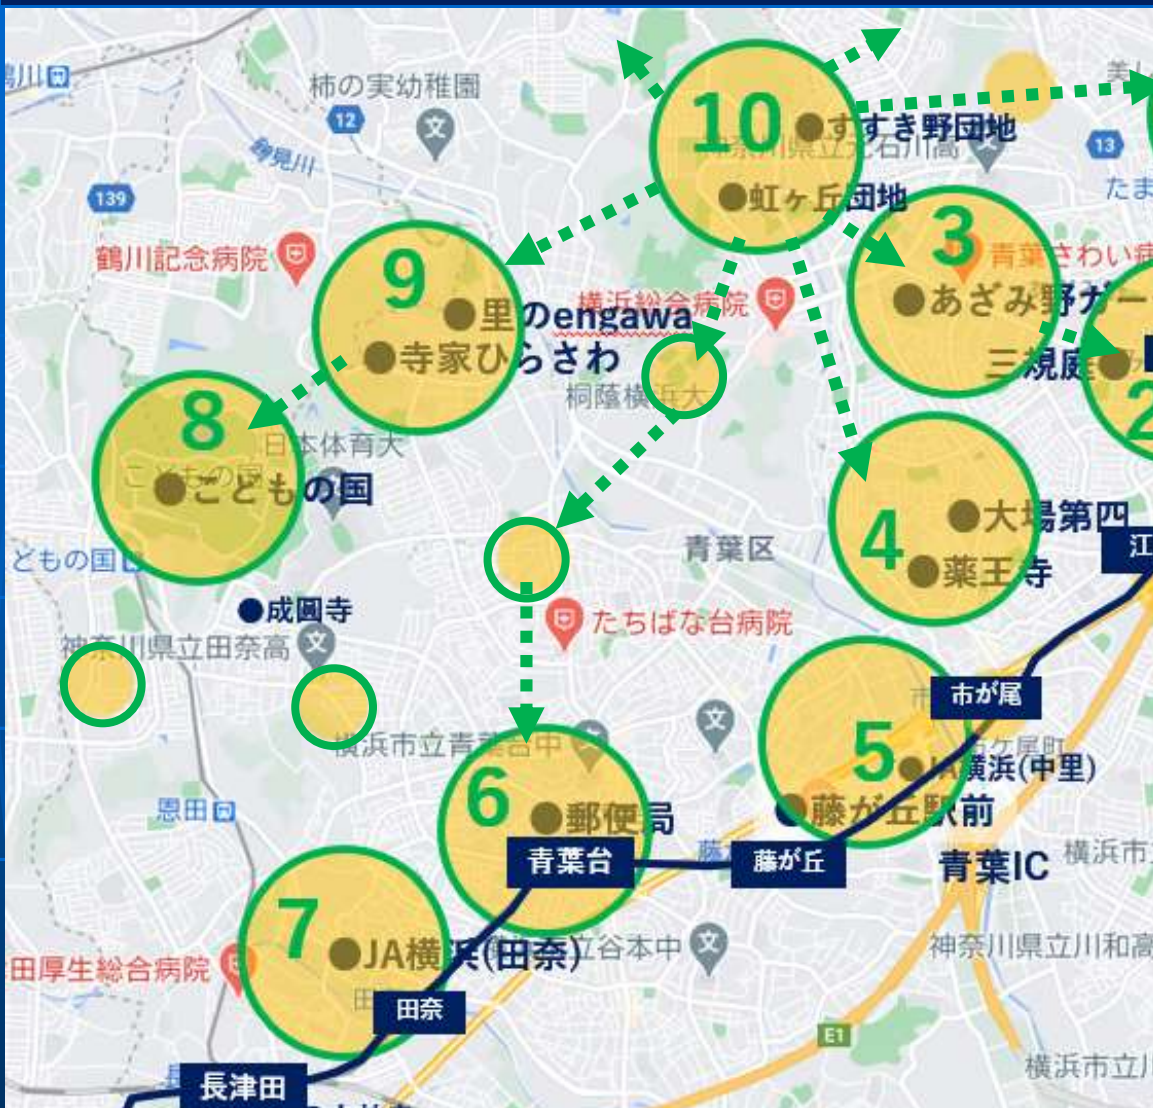 柿の実幼稚園
鶴川
12
鶴見川
139
10
●すすき野団地
●虹ヶ丘団地
13
たま
鶴川記念病院
9
3
青葉さわい病
●里のengawa
横浜総合病院
●あざみ野ガー
●寺家ひらさわ
三規庭●
桐蔭横浜大
2
8
日本体育大
こどもの国
●こどもの国
●大場第四
4
江
青葉区
どもの国
●薬王寺
●成圓寺
たちばな台病院
神奈川県立田奈高
市が尾
横浜市立青葉台中
5
●JA横浜(中里)
6
恩田
●郵便局
●藤が丘駅前
青葉台
藤が丘
青葉IC
横浜市
7
●JA横浜(田奈)
立谷本中
神奈川県立川和高
田厚生総合病院
田奈
E1
長津田
横浜市立川